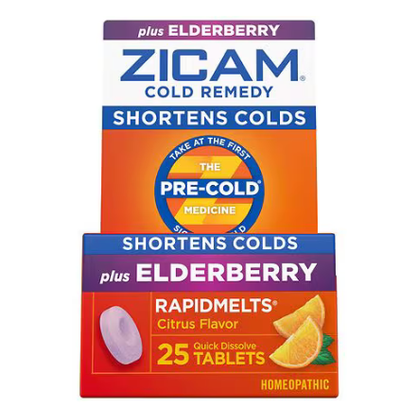 plus ELDERBERRY
ZICAM®
COLD REMEDY
SHORTENS COLDS
TAKE AT THE FIRST
THE
PRE-COLD®
MEDICINE
SHORTENS COLDS
plus ELDERBERRY
RAPIDMELTS®
Citrus Flavor
25 Quick Dissolve TABLETS
HOMEOPATHIC